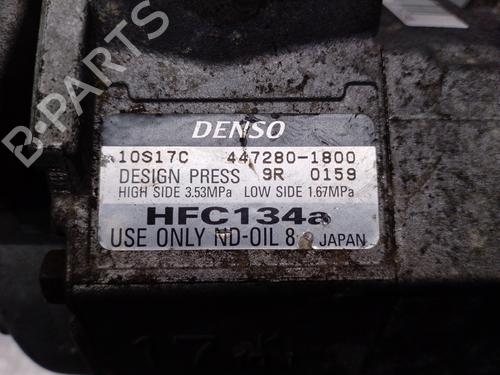 B-PARTS
DENSO
10S17C 447280-1800
DESIGN PRESS 9R 0159
HIGH SIDE 3.53MPa LOW SIDE 1.67MPa
HFC134a
USE ONLY ND-OIL 8 JAPAN